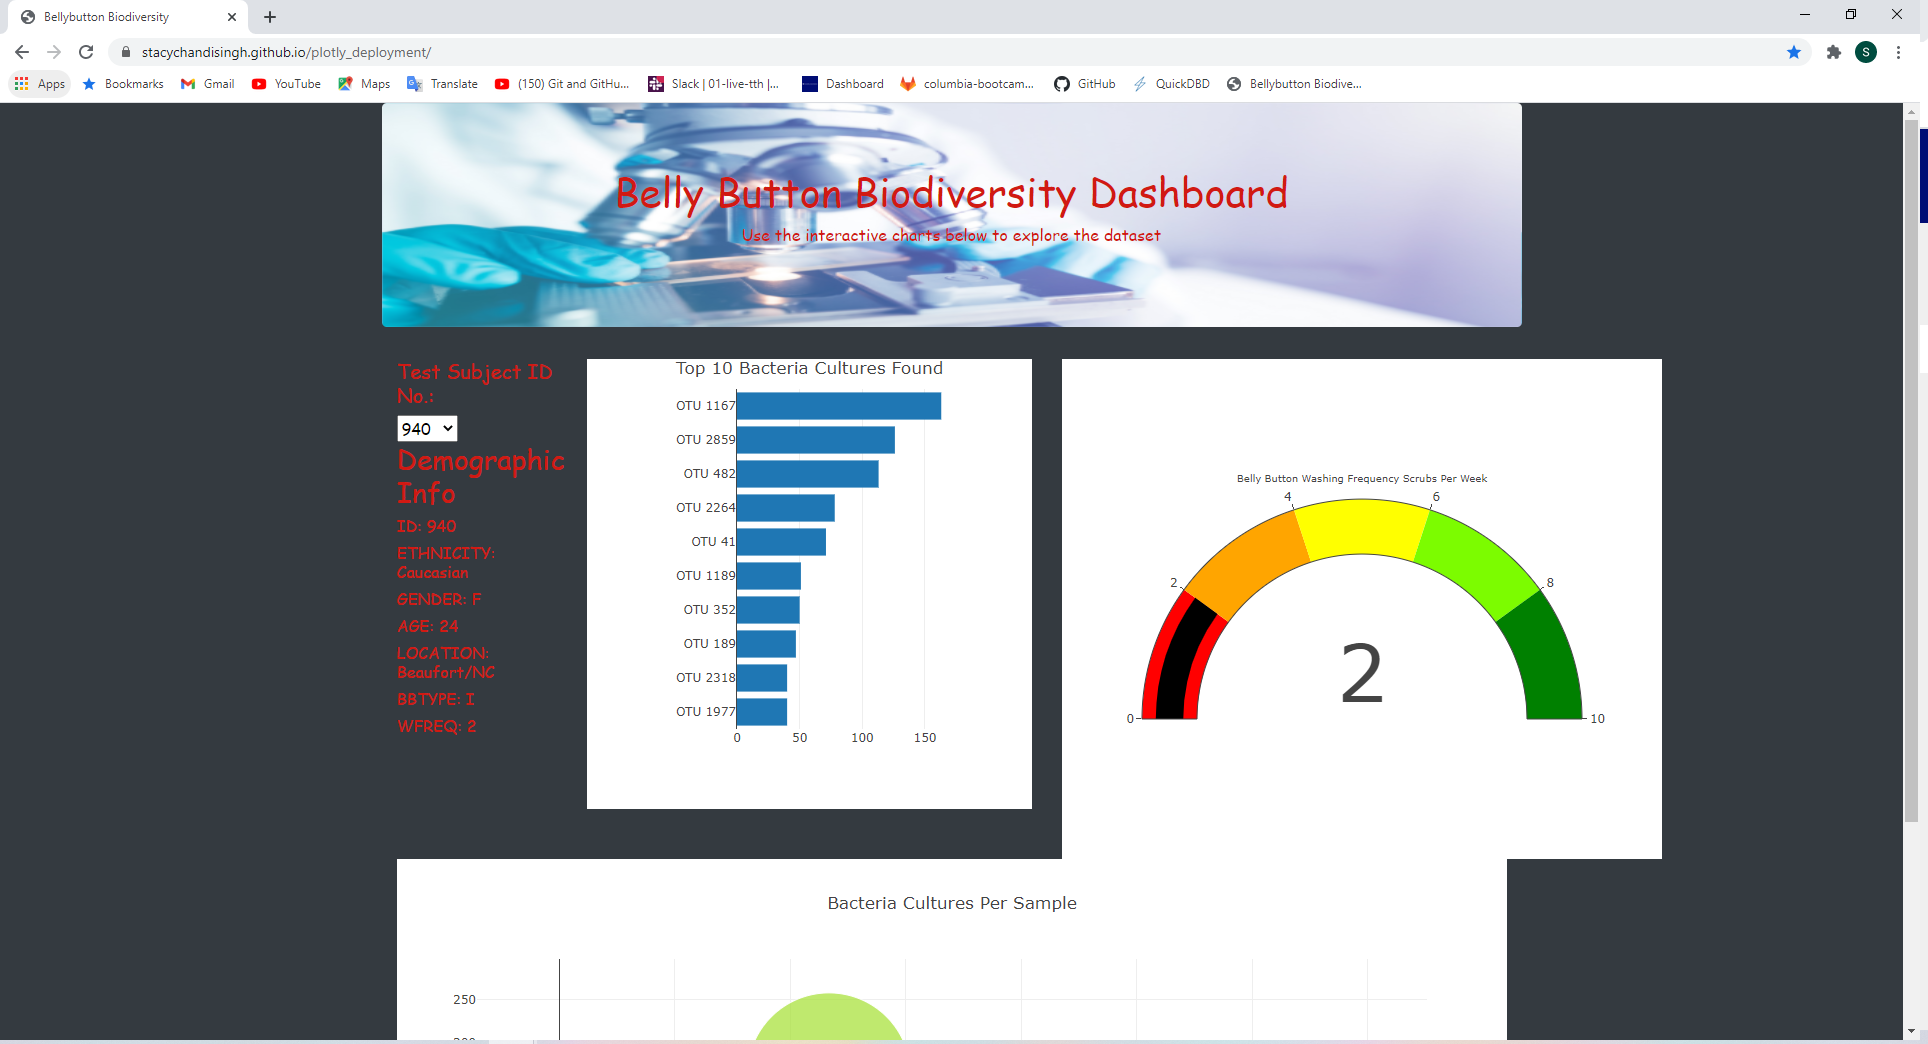 Bellybutton Biodiversity
stacychandisingh.github.io/plotly_deployment/
S
Apps
Bookmarks
Gmail
YouTube
Maps
Translate
(150) Git and GitHu...
Slack | 01-live-tth |...
Dashboard
columbia-bootcam...
GitHub
QuickDBD
Bellybutton Biodive...
Belly Button Biodiversity Dashboard
Use the interactive charts below to explore the dataset
Test Subject ID
No.:
940
Demographic
Info
ID: 940
ETHNICITY:
Caucasian
GENDER: F
AGE: 24
LOCATION:
Beaufort/NC
BBTYPE: I
WFREQ: 2
Top 10 Bacteria Cultures Found
OTU 1167
OTU 2859
OTU 482
OTU 2264
OTU 41
OTU 1189
OTU 352
OTU 189
OTU 2318
OTU 1977
0 50 100 150
Belly Button Washing Frequency Scrubs Per Week
4 6
2 8
2
0 10
Bacteria Cultures Per Sample
250